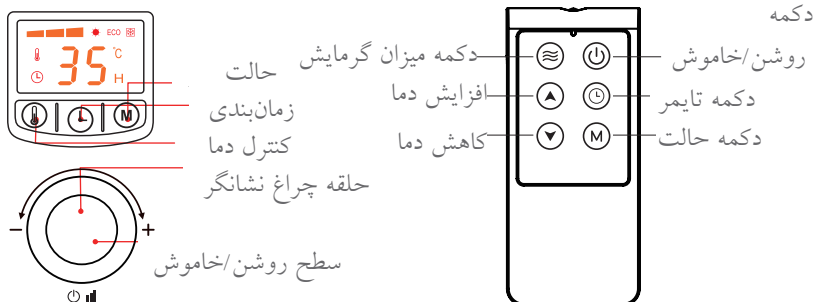 ECO
35 °C
H
M
حالت
زمان‌بندی
کنترل دما
حلقه چراغ نشانگر
- +
سطح روشن/خاموش
دکمه
دکمه میزان گرمایش
روشن/خاموش
افزایش دما
دکمه تایمر
کاهش دما
M
دکمه حالت